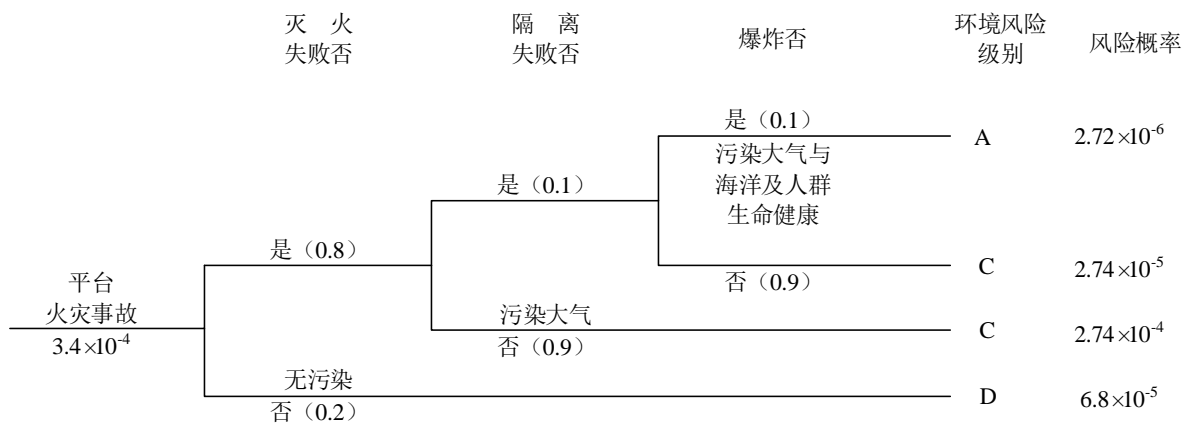 灭 火
失败否
隔 离
失败否
爆炸否
环境风险
级别
风险概率
是（0.1）
污染大气与
海洋及人群
生命健康
A
2.72×10-6
是（0.1）
是（0.8）
否（0.9）
C
2.74×10-5
平台
火灾事故
3.4×10-4
污染大气
否（0.9）
C
2.74×10-4
无污染
否（0.2）
D
6.8×10-5